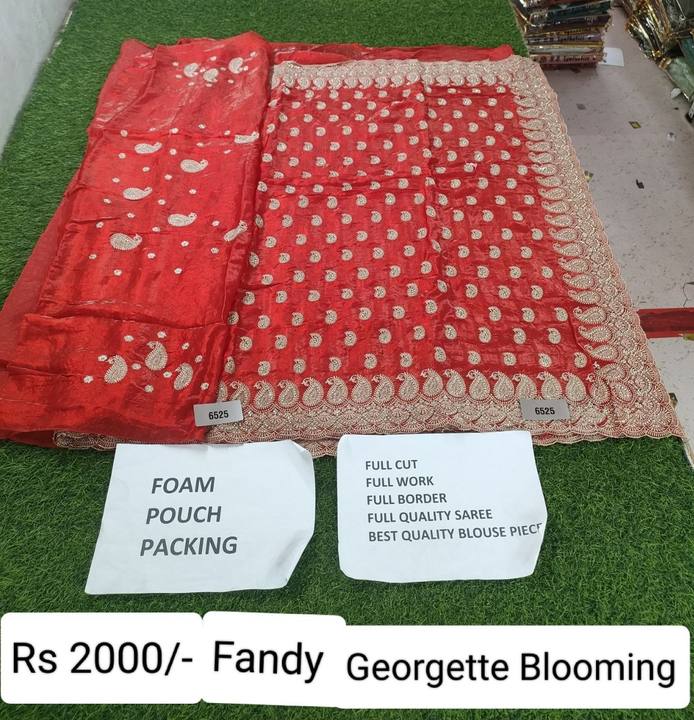 6525
6525
FOAM
POUCH
PACKING
FULL CUT
FULL WORK
FULL BORDER
FULL QUALITY SAREE
BEST QUALITY BLOUSE PIECE
Rs 2000/- Fandy Georgette Blooming